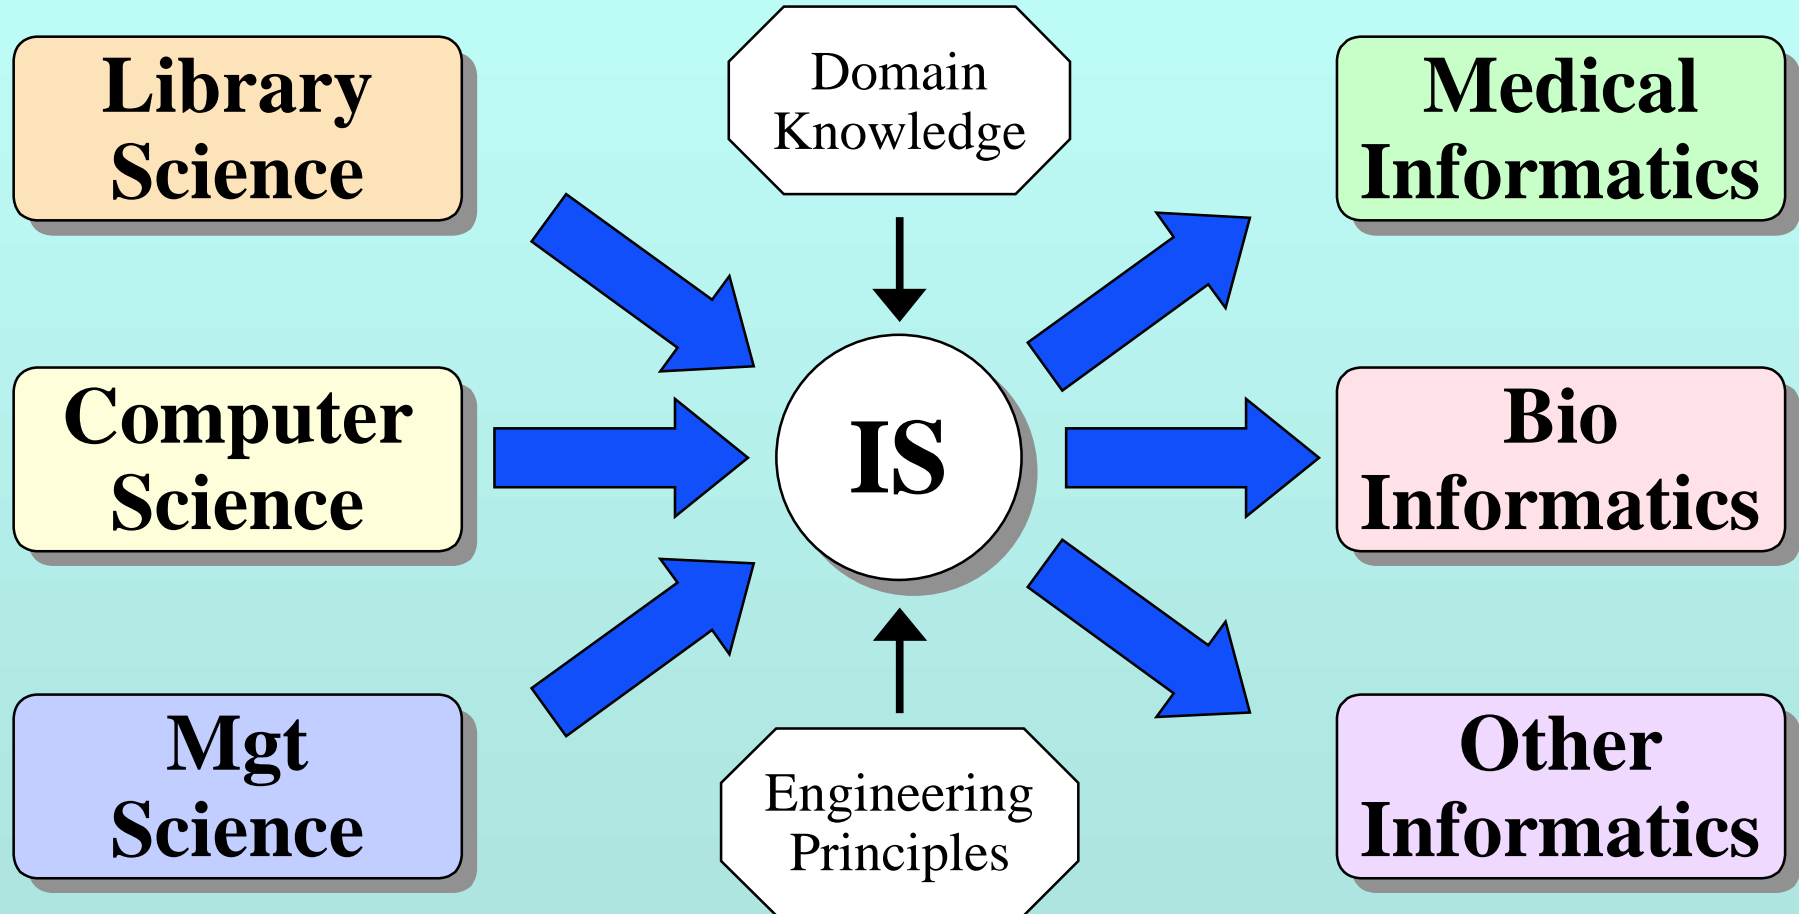 Library
Science
Domain
Knowledge
Medical
Informatics
Computer
Science
IS
Bio
Informatics
Mgt
Science
Engineering
Principles
Other
Informatics